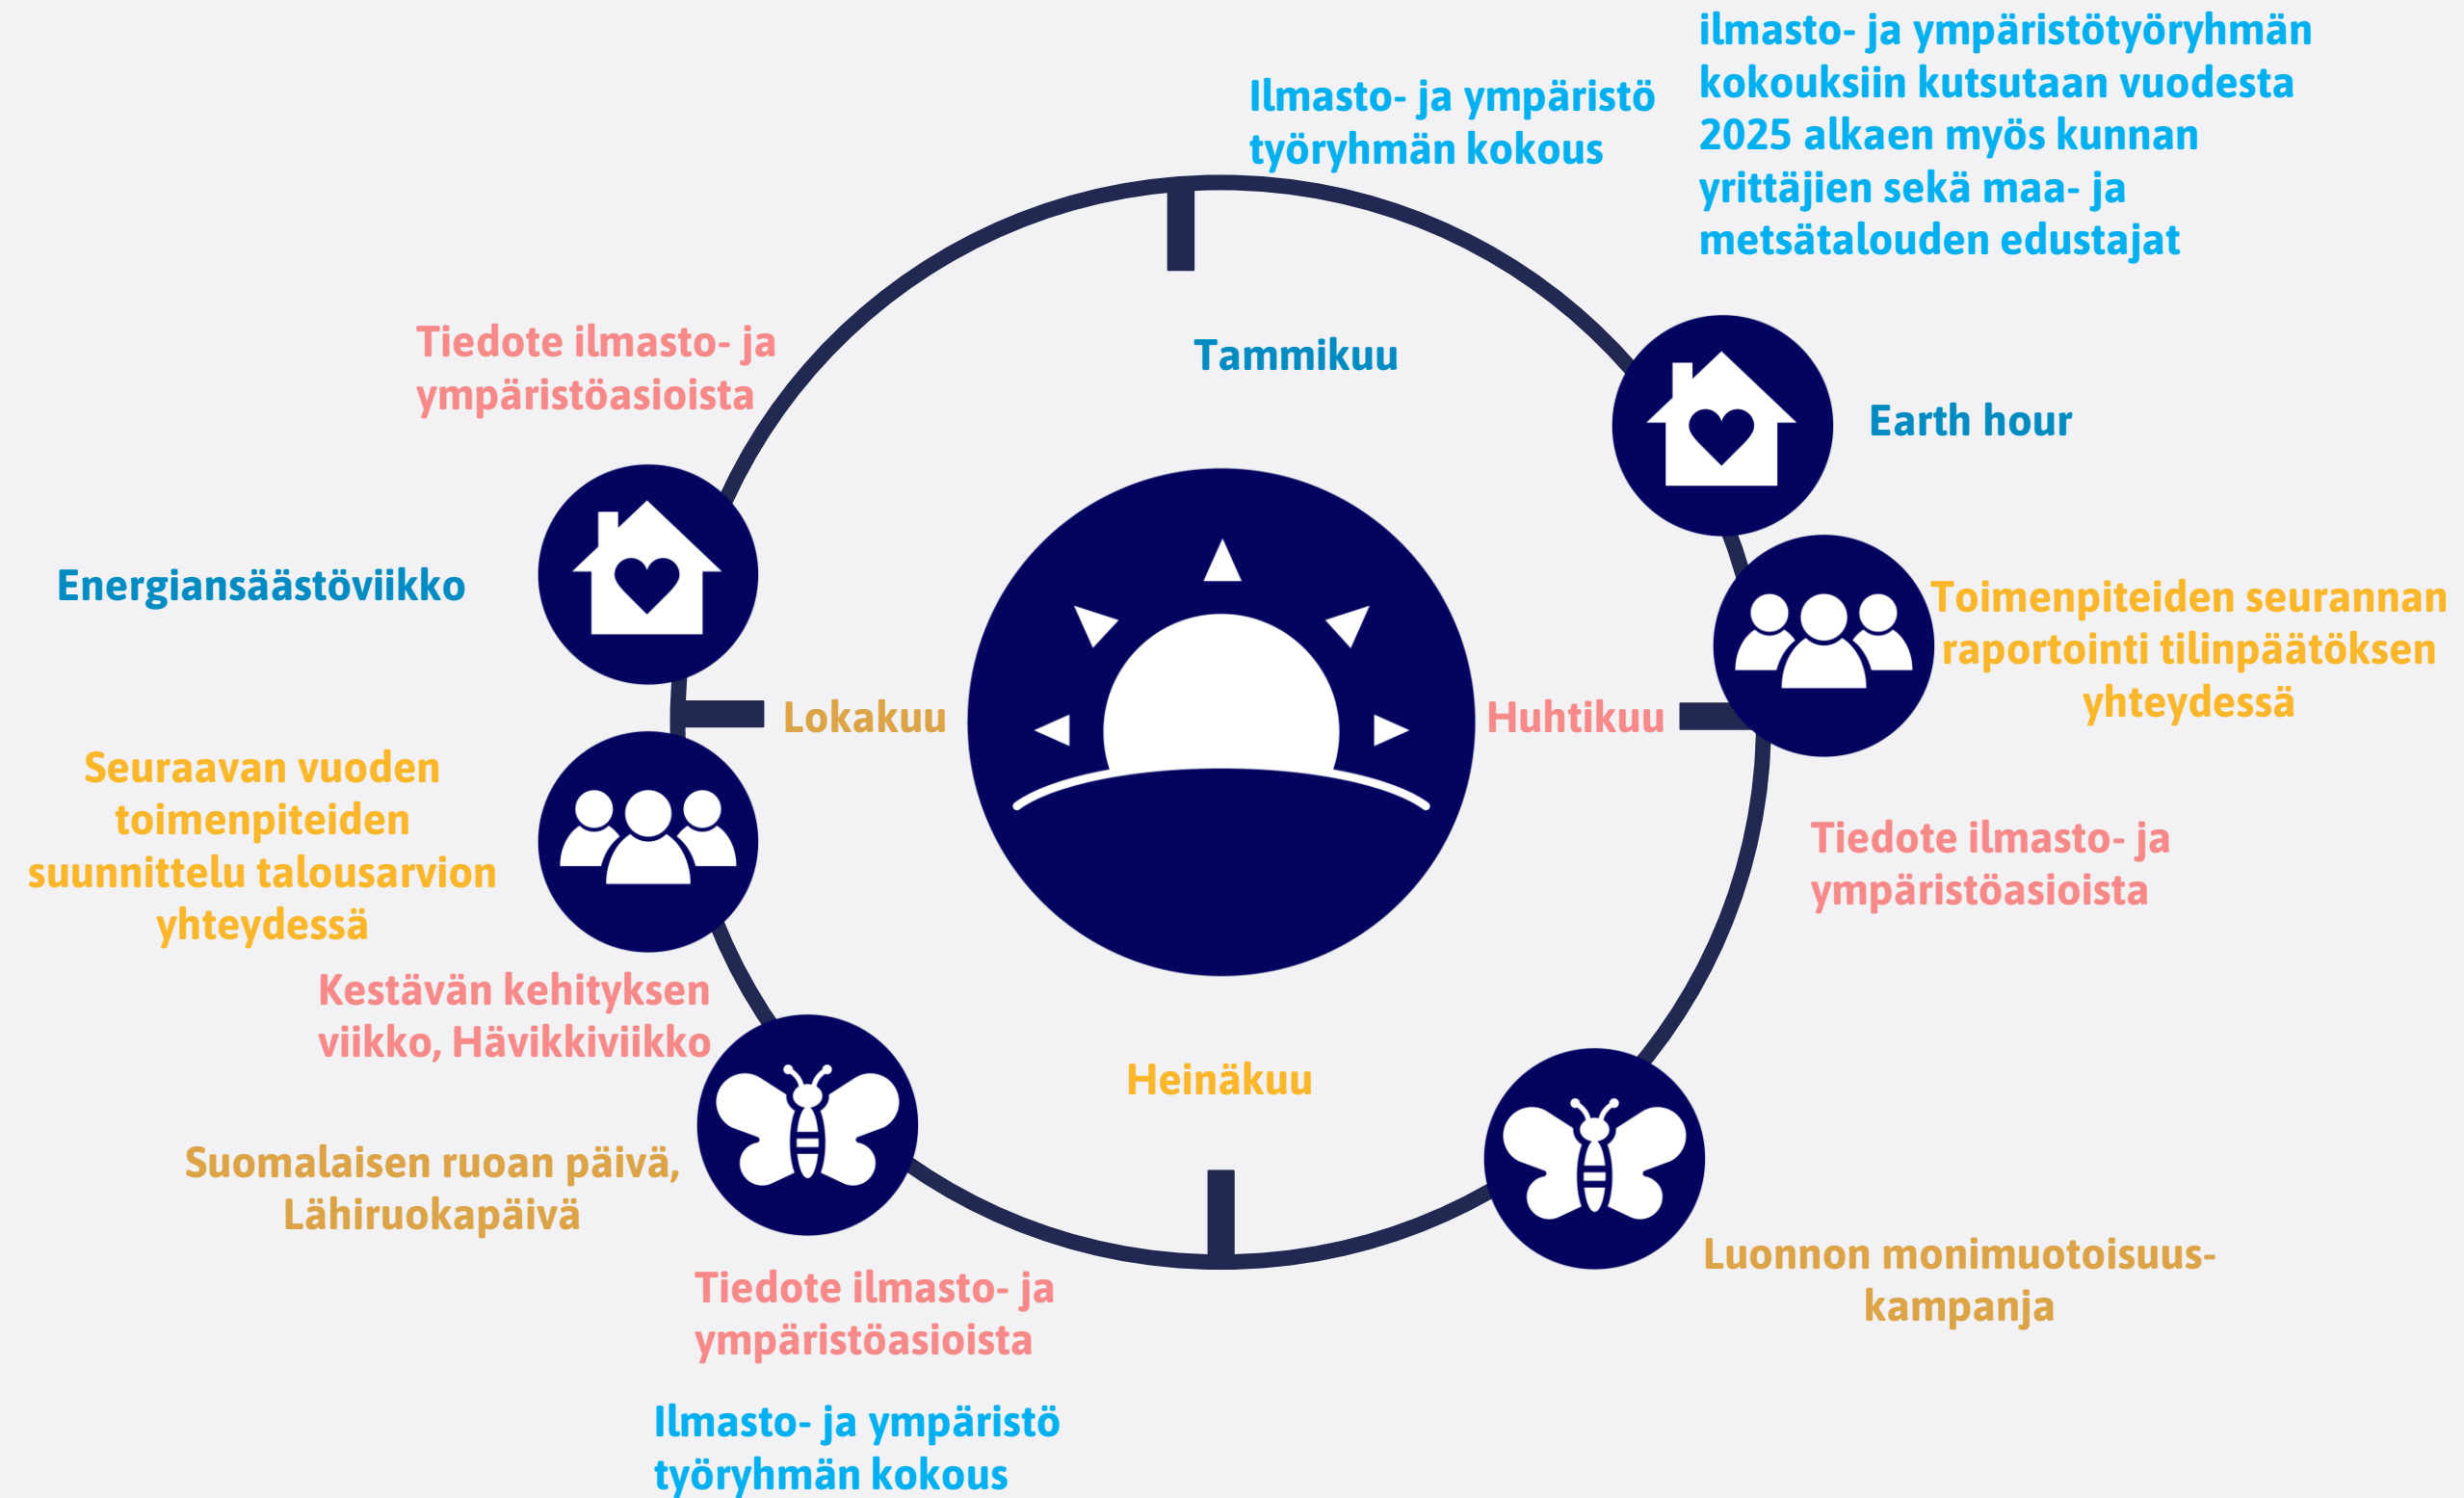 ilmasto- ja ympäristötyöryhmän
kokouksiin kutsutaan vuodesta
2025 alkaen myös kunnan
yrittäjien sekä maa- ja
metsätalouden edustajat
Ilmasto- ja ympäristö
työryhmän kokous
Tammikuu
Earth hour
Toimenpiteiden seurannan
raportointi tilinpäätöksen
yhteydessä
Huhtikuu
Tiedote ilmasto- ja
ympäristöasioista
Luonnon monimuotoisuus-
kampanja
Heinäkuu
Tiedote ilmasto- ja
ympäristöasioista
Ilmasto- ja ympäristö
työryhmän kokous
Suomalaisen ruoan päivä,
Lähiruokapäivä
Kestävän kehityksen
viikko, Hävikkiviikko
Seuraavan vuoden
toimenpiteiden
suunnittelu talousarvion
yhteydessä
Lokakuu
Energiansäästöviikko
Tiedote ilmasto- ja
ympäristöasioista